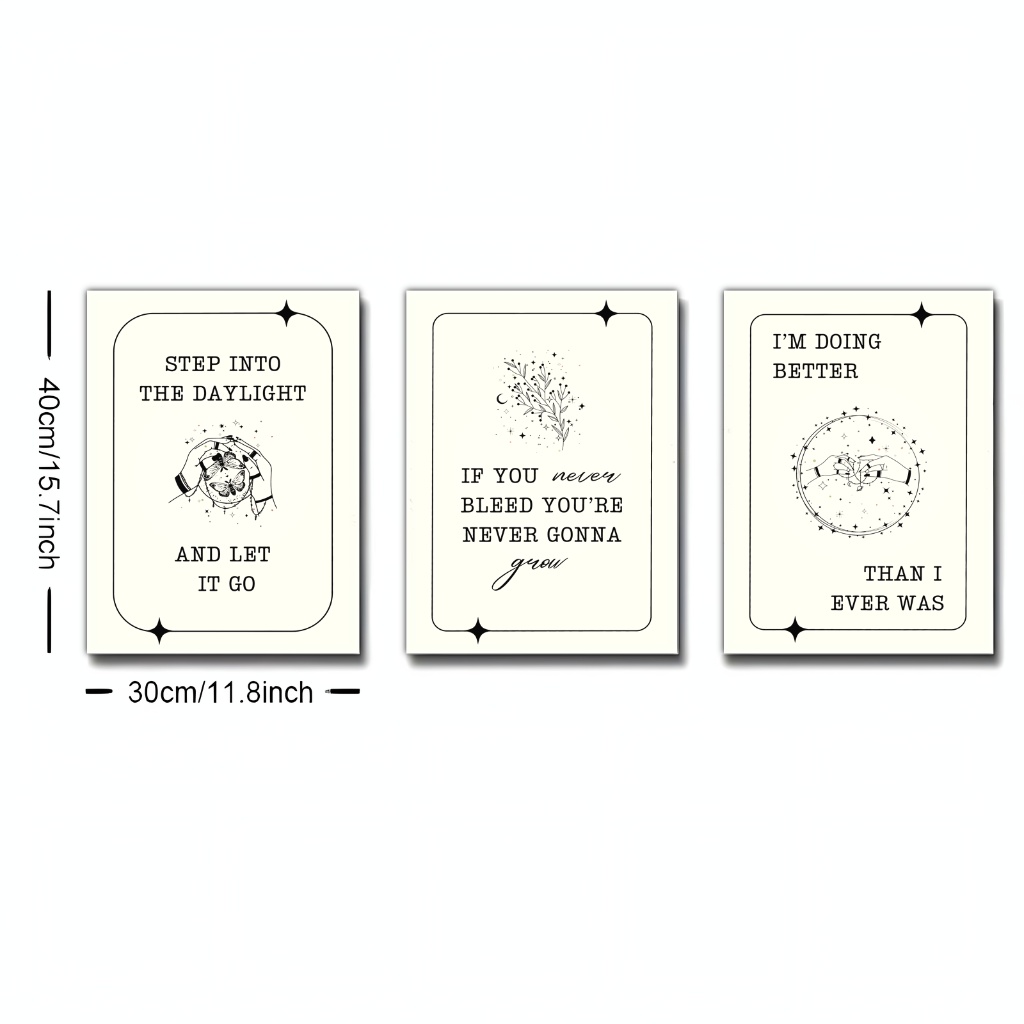 STEP INTO
THE DAYLIGHT
AND LET
IT GO
IF YOU never
BLEED YOU'RE
NEVER GONNA
grow
I'M DOING
BETTER
THAN I
EVER WAS
40cm/15.7inch
30cm/11.8inch